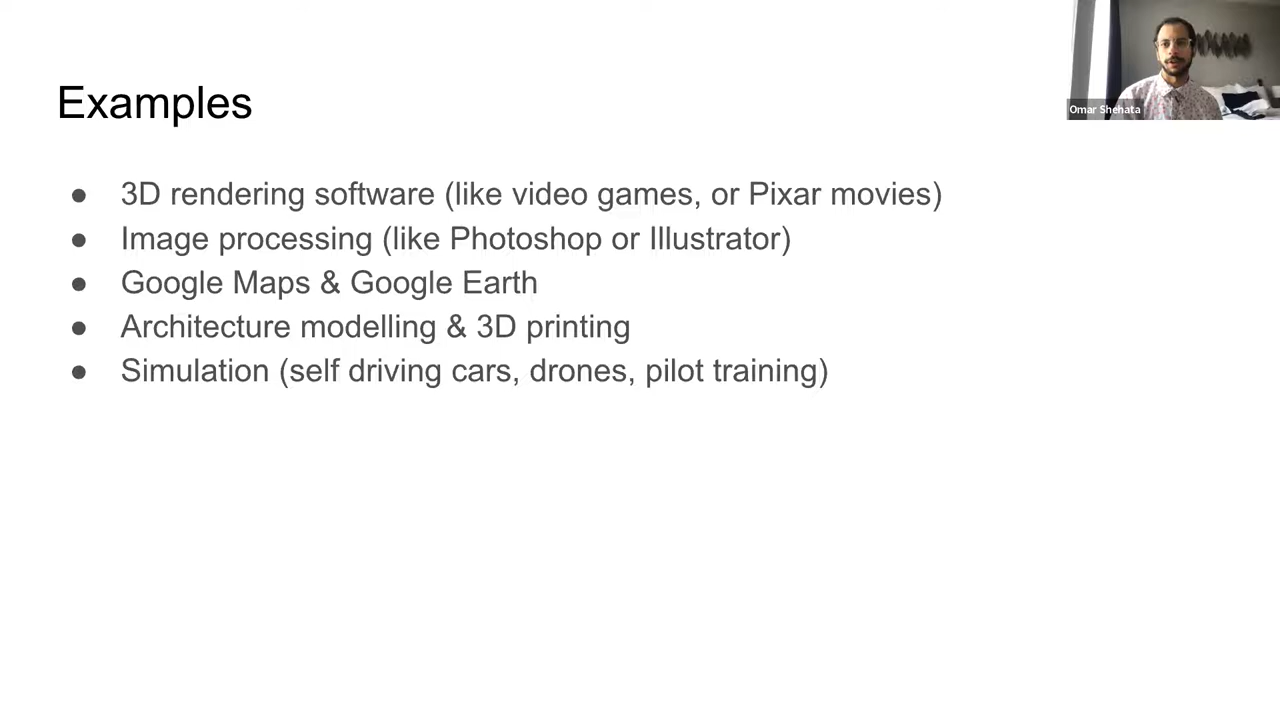 Examples
Omar Shehata
● 3D rendering software (like video games, or Pixar movies)
● Image processing (like Photoshop or Illustrator)
● Google Maps & Google Earth
● Architecture modelling & 3D printing
● Simulation (self driving cars, drones, pilot training)